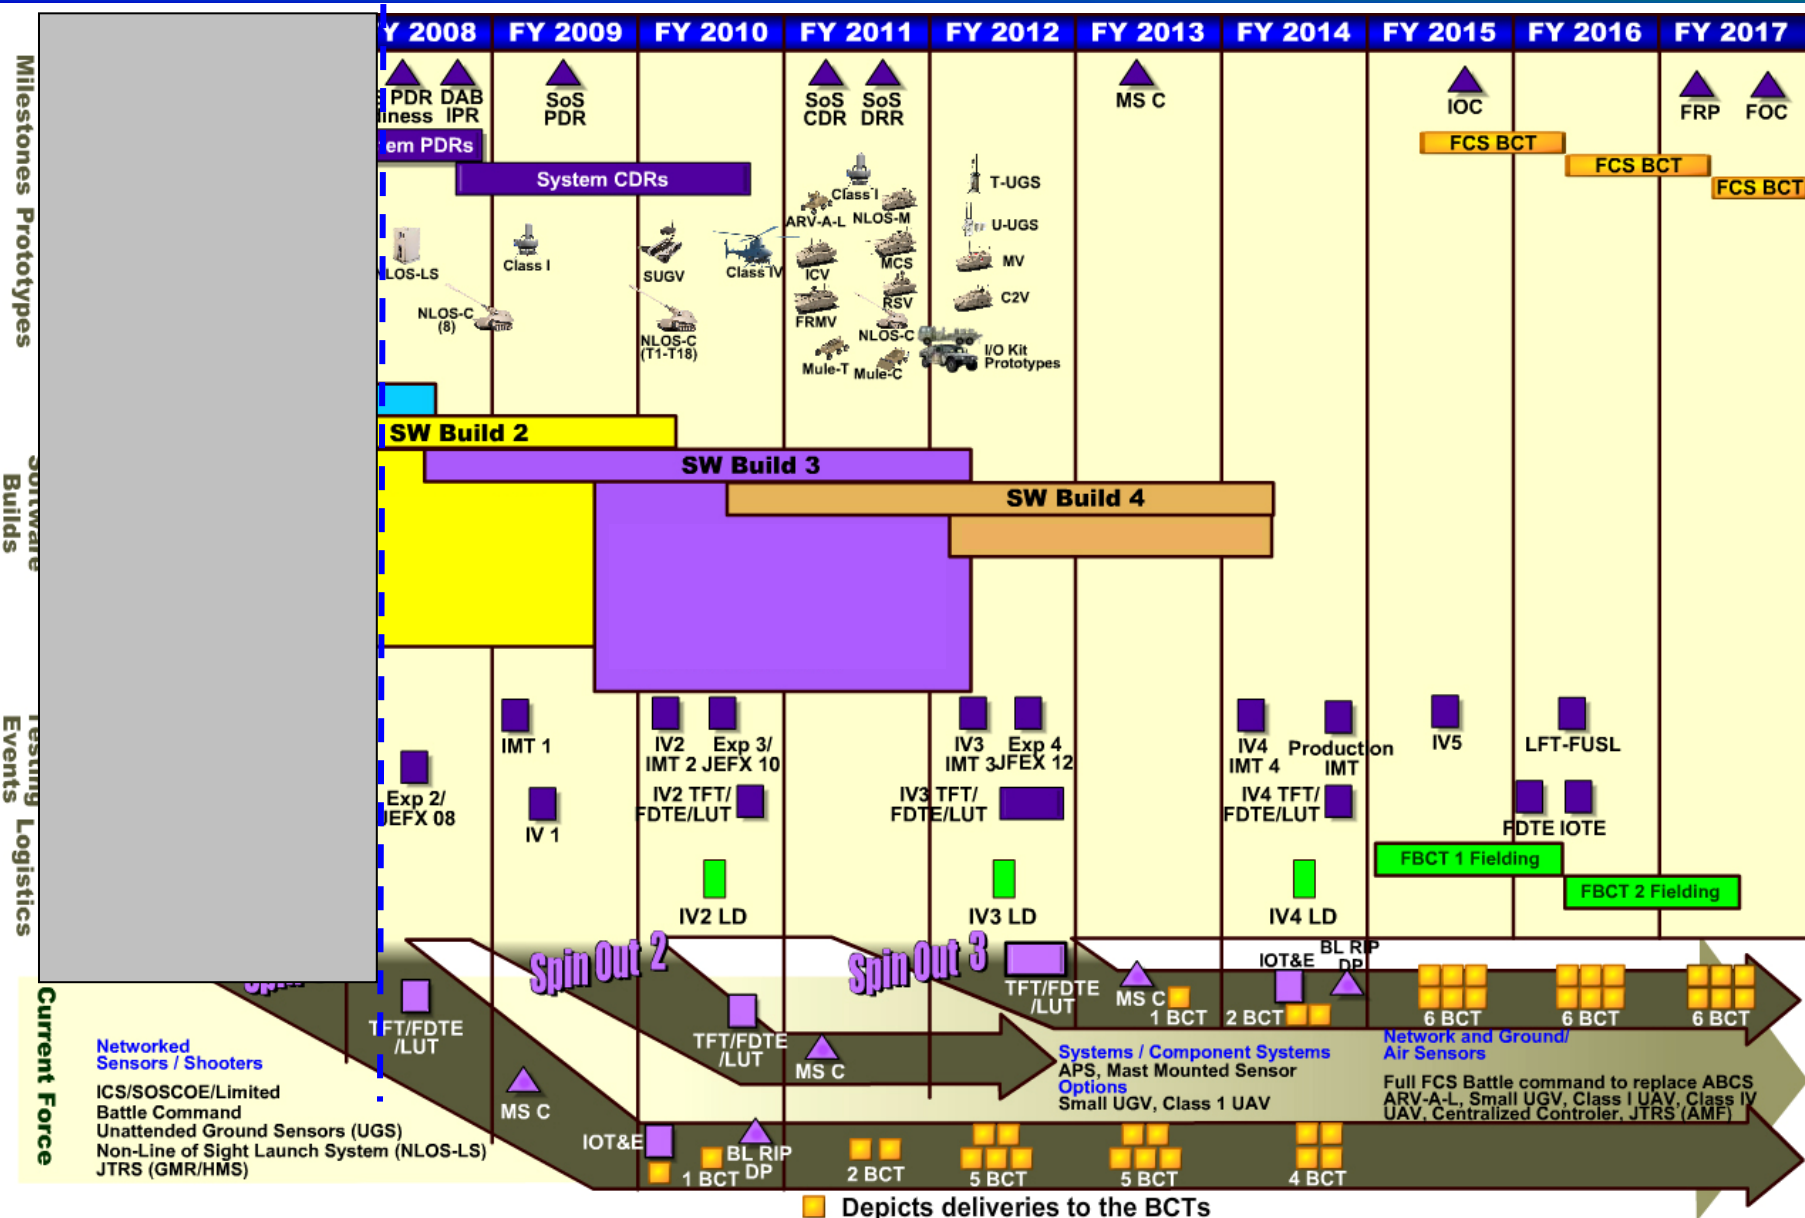 Y 2008
FY 2009
FY 2010
FY 2011
FY 2012
FY 2013
FY 2014
FY 2015
FY 2016
FY 2017
Milestones
PDR
iness
DAB
IPR
SoS
PDR
SoS
CDR
SoS
DRR
MS C
IOC
FRP
FOC
em PDRs
System CDRs
FCS BCT
FCS BCT
FCS BCT
Prototypes
LOS-LS
NLOS-C
(8)
Class I
SUGV
NLOS-C
(T1-T18)
Class IV
Class I
ARV-A-L
NLOS-M
ICV
MCS
FRMV
RSV
NLOS-C
Mule-T
Mule-C
T-UGS
U-UGS
MV
C2V
I/O Kit
Prototypes
Software
Builds
SW Build 2
SW Build 3
SW Build 4
Testing
Events
Exp 2/
JEFX 08
IMT 1
IV 1
IV2
IMT 2
Exp 3/
JEFX 10
IV2 TFT/
FDTE/LUT
IV3
IMT 3
Exp 4
JFEX 12
IV3 TFT/
FDTE/LUT
IV4
IMT 4
Production
IMT
IV4 TFT/
FDTE/LUT
IV5
LFT-FUSL
FDTE
IOTE
Logistics
IV2 LD
IV3 LD
IV4 LD
FBCT 1 Fielding
FBCT 2 Fielding
Current Force
Spin Out 2
Spin Out 3
TFT/FDTE
/LUT
MS C
1 BCT
IOT&E
2 BCT
BL RIP
DP
6 BCT
6 BCT
6 BCT
TFT/FDTE
/LUT
MS C
TFT/FDTE
/LUT
MS C
IOT&E
1 BCT
BL RIP
DP
2 BCT
5 BCT
5 BCT
4 BCT
Networked
Sensors / Shooters
ICS/SOSCOE/Limited
Battle Command
Unattended Ground Sensors (UGS)
Non-Line of Sight Launch System (NLOS-LS)
JTRS (GMR/HMS)
Systems / Component Systems
APS, Mast Mounted Sensor
Options
Small UGV, Class 1 UAV
Network and Ground/
Air Sensors
Full FCS Battle command to replace ABCS
ARV-A-L, Small UGV, Class I UAV, Class IV
UAV, Centralized Controler, JTRS (AMF)
Depicts deliveries to the BCTs